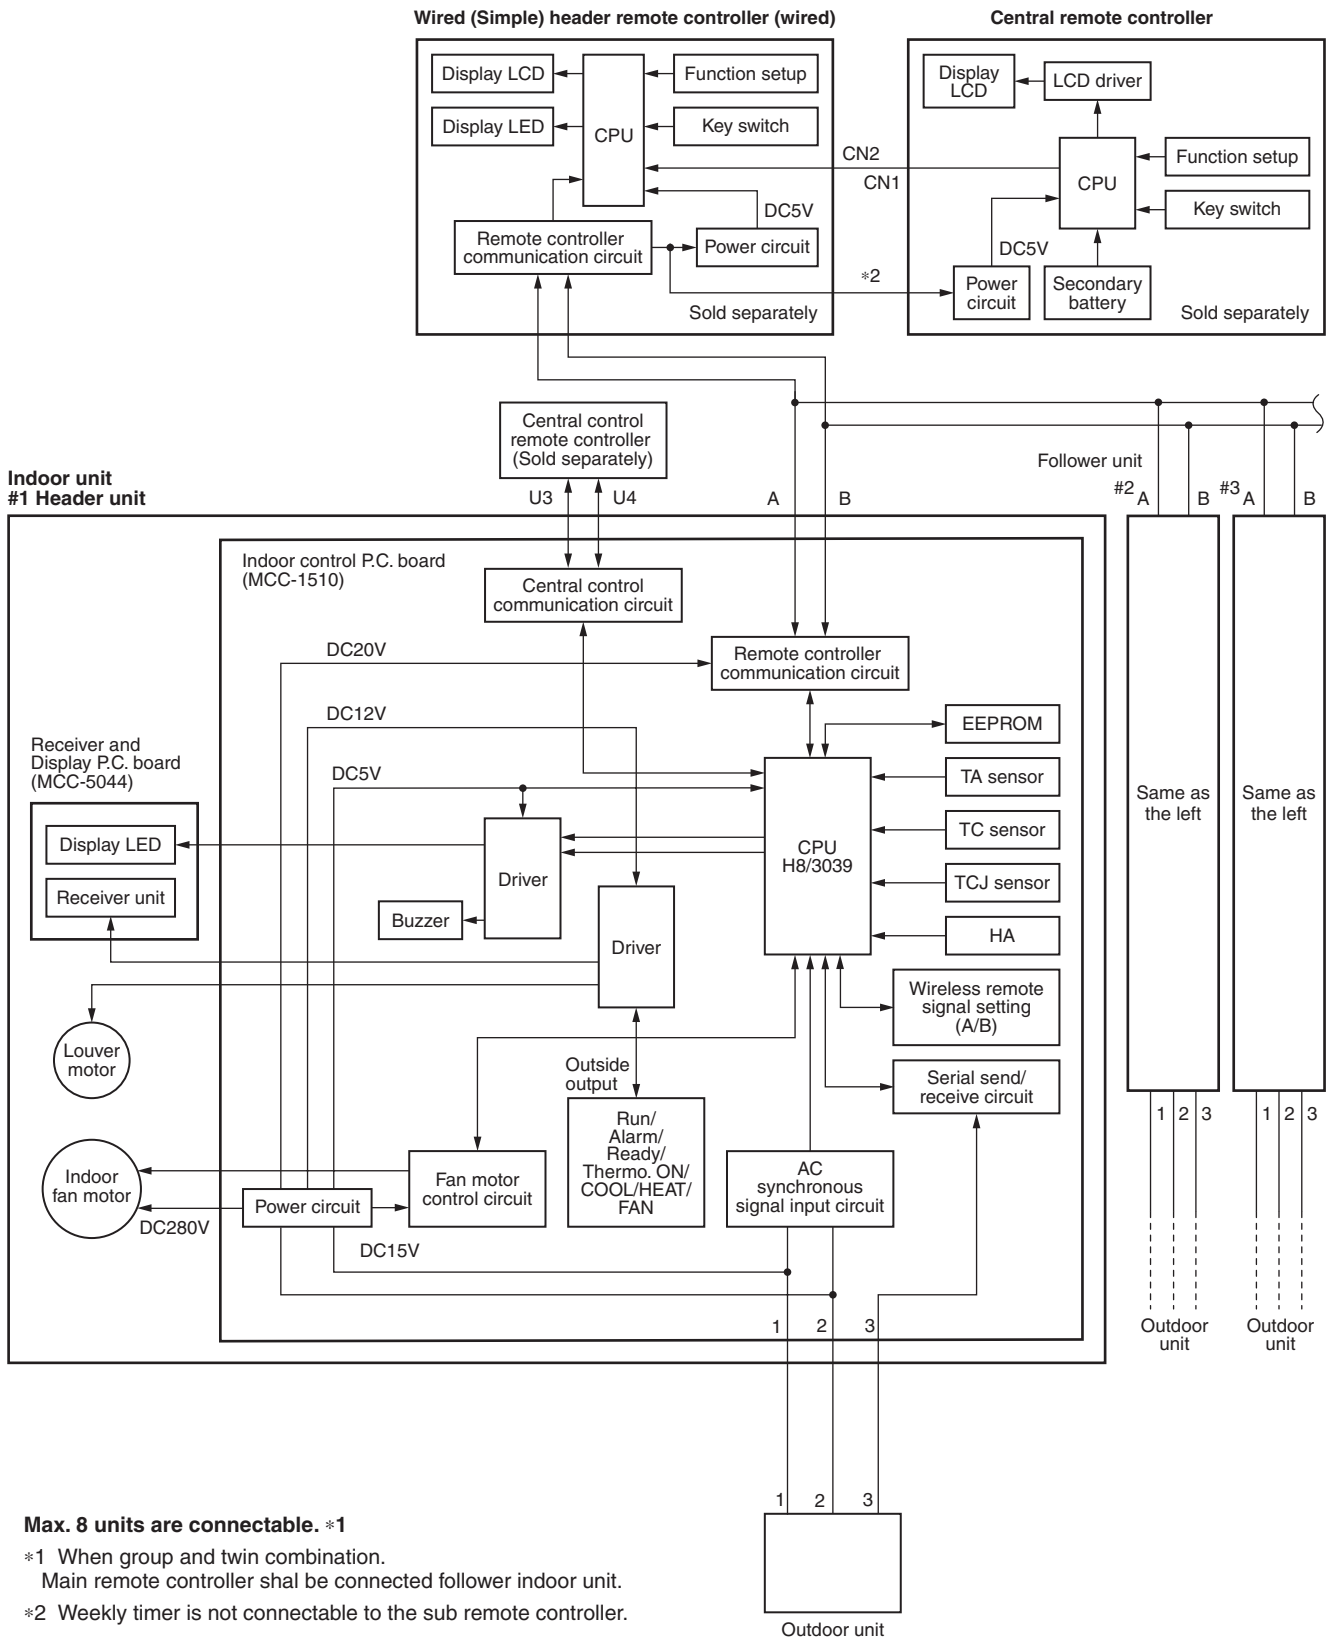 Wired (Simple) header remote controller (wired)
Central remote controller
Display LCD
Display LED
CPU
Function setup
Key switch
Remote controller
communication circuit
DC5V
Power circuit
Sold separately
CN2
CN1
∗2
Display
LCD
LCD driver
CPU
Function setup
Key switch
DC5V
Power
circuit
Secondary
battery
Sold separately
Central control
remote controller
(Sold separately)
U3
U4
A
B
Follower unit
#2
A
B
#3
A
B
Indoor unit
#1 Header unit
Indoor control P.C. board
(MCC-1510)
Central control
communication circuit
DC20V
Remote controller
communication circuit
DC12V
EEPROM
Receiver and
Display P.C. board
(MCC-5044)
DC5V
TA sensor
Same as
the left
Same as
the left
Display LED
TC sensor
CPU
H8/3039
Driver
TCJ sensor
Receiver unit
Buzzer
Driver
HA
Wireless remote
signal setting
(A/B)
Louver
motor
Outside
output
Serial send/
receive circuit
Run/
Alarm/
Ready/
Thermo. ON/
COOL/HEAT/
FAN
1
2
3
1
2
3
Indoor
fan motor
Fan motor
control circuit
AC
synchronous
signal input circuit
Power circuit
DC280V
DC15V
1
2
3
Outdoor
unit
Outdoor
unit
1
2
3
Outdoor unit
Max. 8 units are connectable. ∗1
∗1 When group and twin combination.
Main remote controller shal be connected follower indoor unit.
∗2 Weekly timer is not connectable to the sub remote controller.